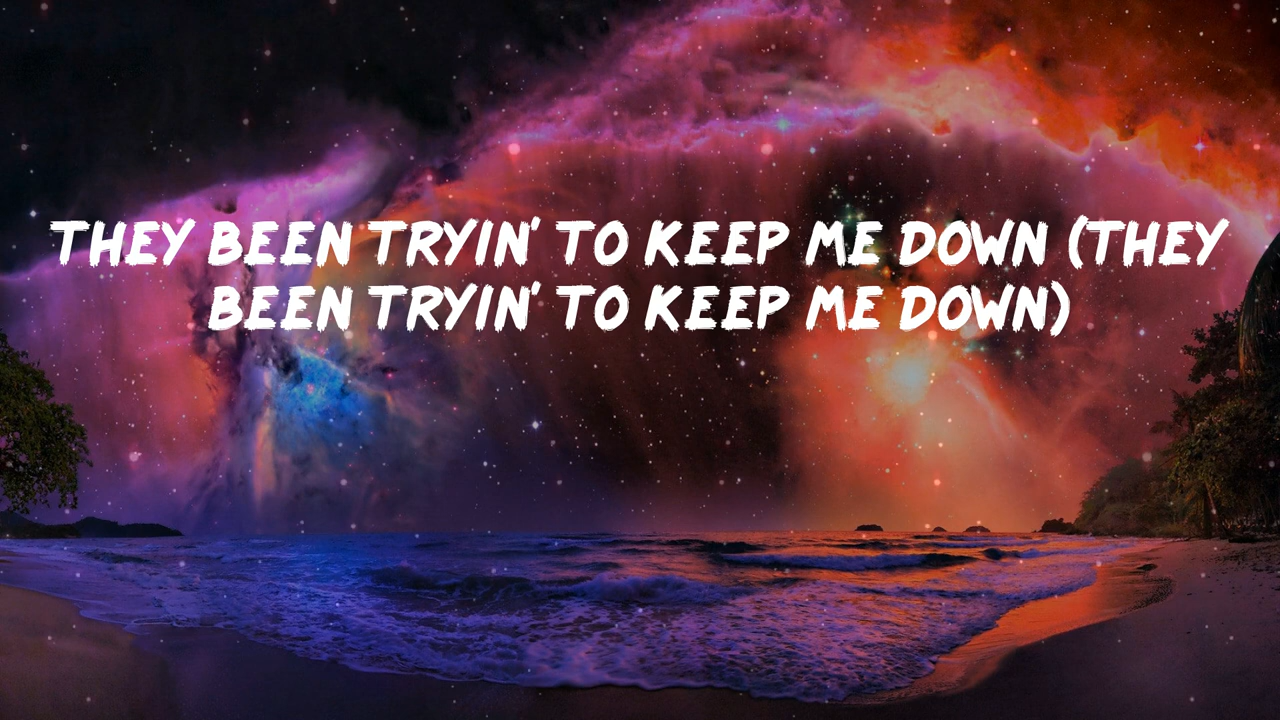 THEY BEEN TRYIN' TO KEEP ME DOWN (THEY
BEEN TRYIN' TO KEEP ME DOWN)